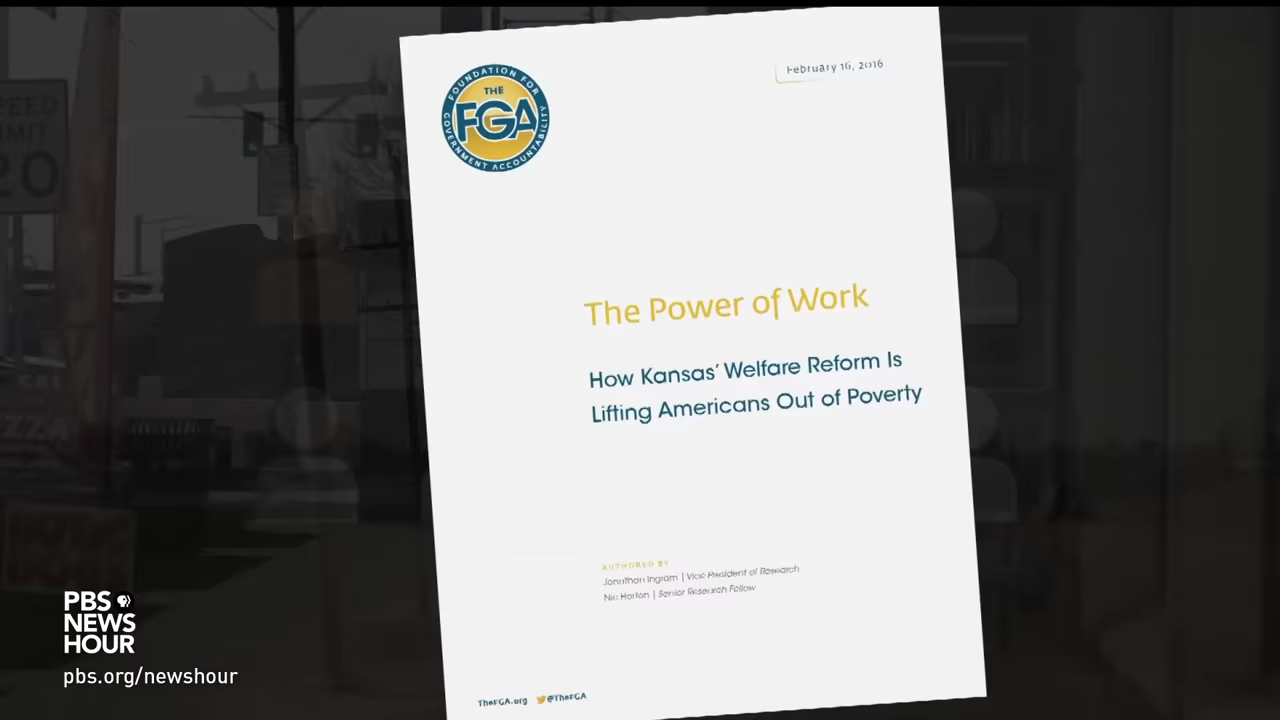 FOUNDATION FOR
THE
FGA
GOVERNMENT ACCOUNTABILITY
February 16, 2016
The Power of Work
How Kansas' Welfare Reform Is
Lifting Americans Out of Poverty
AUTHORED BY
Jonathan Ingram | Vice President of Research
Nic Horton | Senior Research Fellow
TheFGA.org @TheFGA
PBS
NEWS
HOUR
pbs.org/newshour